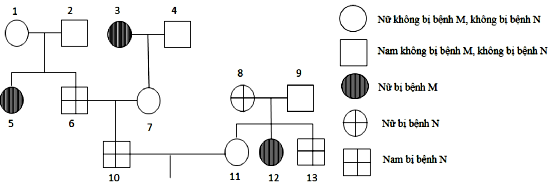 1
2
3
4
Nữ không bị bệnh M, không bị bệnh N
Nam không bị bệnh M, không bị bệnh N
8
9
Nữ bị bệnh M
5
6
7
Nữ bị bệnh N
10
11
12
13
Nam bị bệnh N